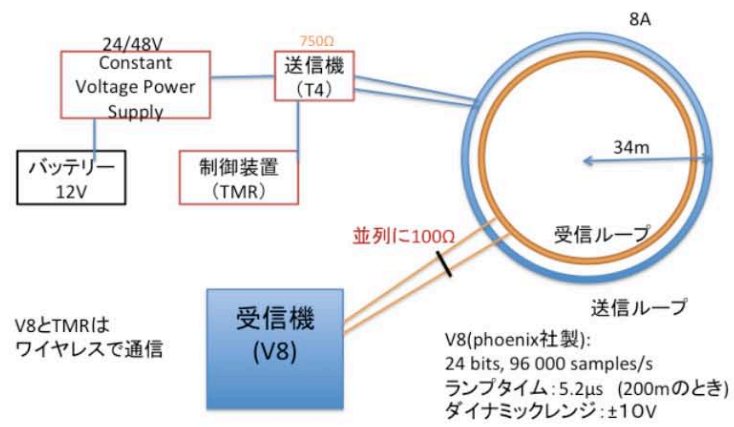 8A
24/48V
Constant
Voltage Power
Supply
750Ω
送信機
（T4）
バッテリー
12V
制御装置
（TMR）
34m
受信ループ
並列に100Ω
送信ループ
受信機
(V8)
V8とTMRは
ワイヤレスで通信
V8(phoenix社製):
24 bits, 96 000 samples/s
ランプタイム：5.2μs （200mのとき）
ダイナミックレンジ：±10V